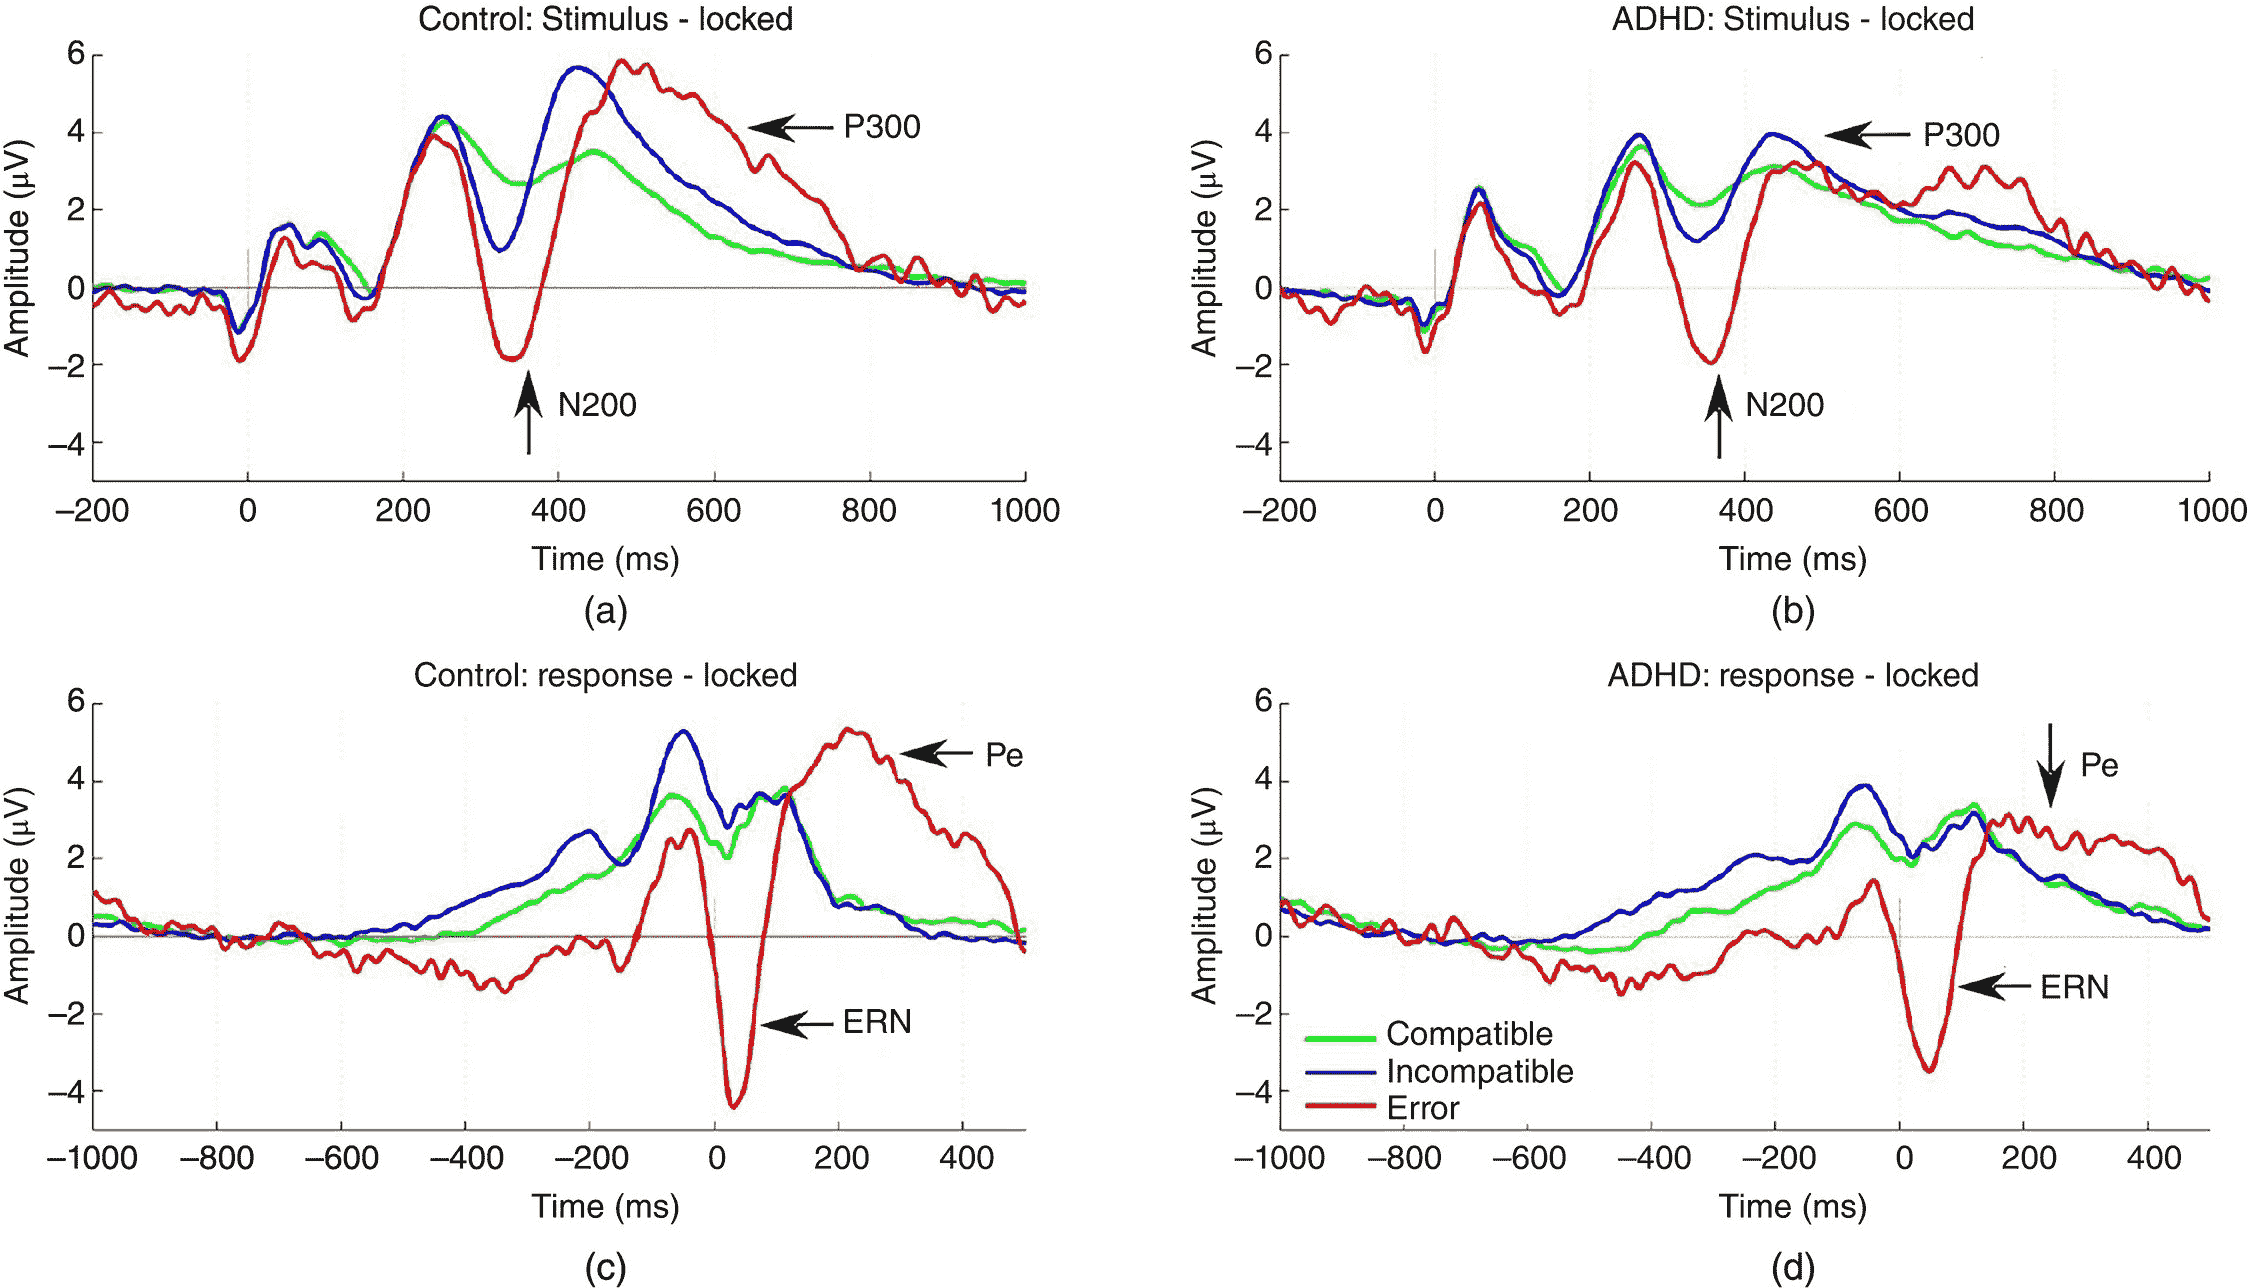 Control: Stimulus - locked
6
4
2
0
–2
–4
Amplitude (μV)
P300
N200
–200 0 200 400 600 800 1000
Time (ms)
(a)
ADHD: Stimulus - locked
6
4
2
0
–2
–4
Amplitude (μV)
P300
N200
–200 0 200 400 600 800 1000
Time (ms)
(b)
Control: response - locked
6
4
2
0
–2
–4
Amplitude (μV)
Pe
ERN
–1000 –800 –600 –400 –200 0 200 400
Time (ms)
(c)
ADHD: response - locked
6
4
2
0
–2
–4
Amplitude (μV)
Pe
ERN
Compatible
Incompatible
Error
–1000 –800 –600 –400 –200 0 200 400
Time (ms)
(d)